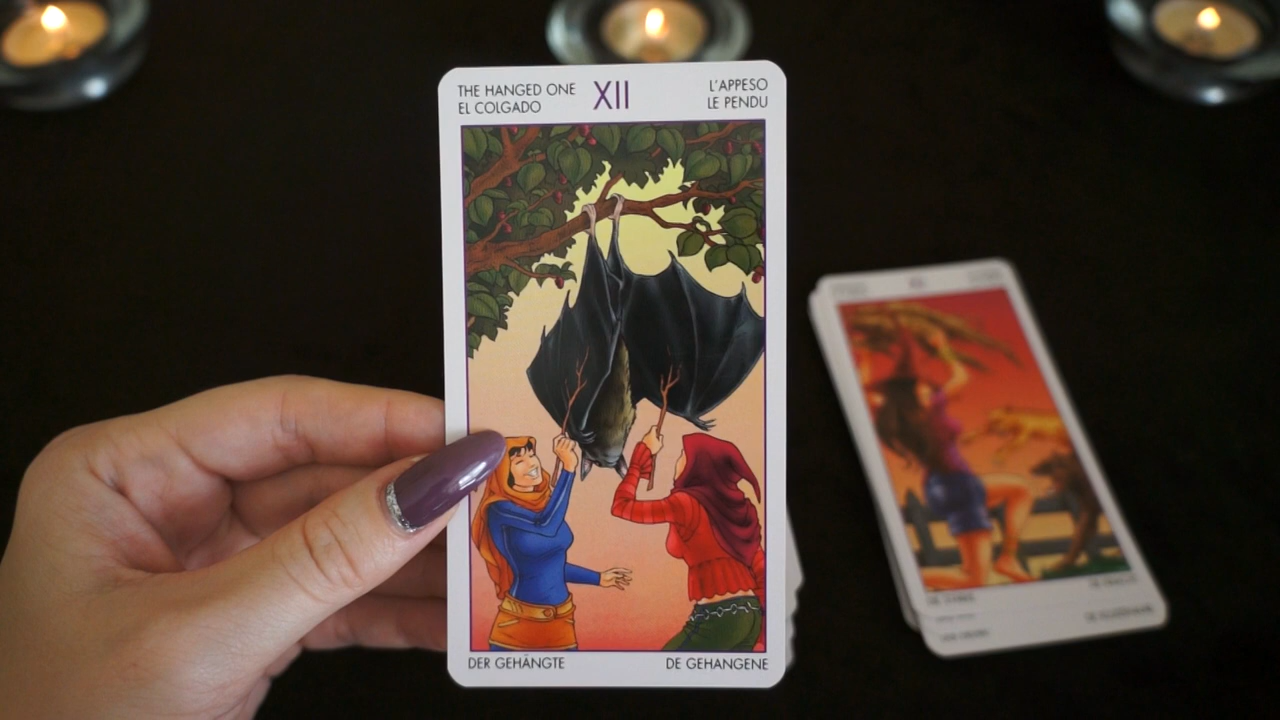 THE HANGED ONE
EL COLGADO
XII
L'APPESO
LE PENDU
DER GEHÄNGTE
DE GEHANGENE